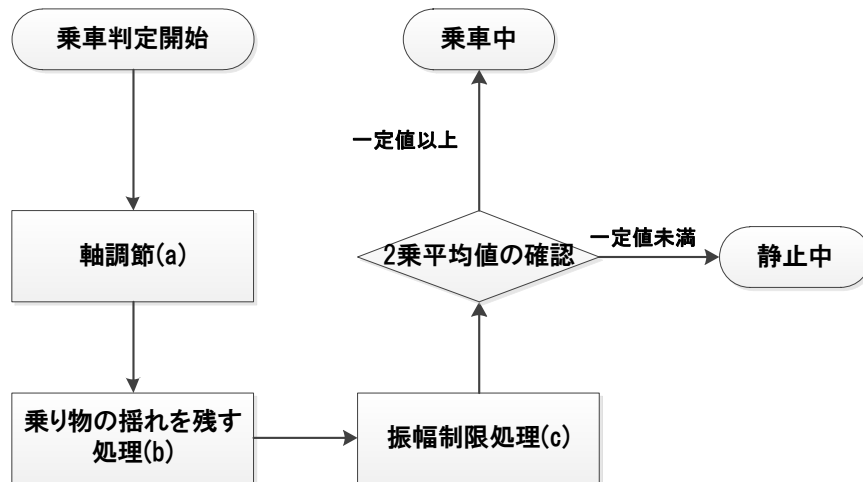 乗車判定開始
軸調節(a)
乗り物の揺れを残す
処理(b)
振幅制限処理(c)
2乗平均値の確認
一定値以上
乗車中
一定値未満
静止中